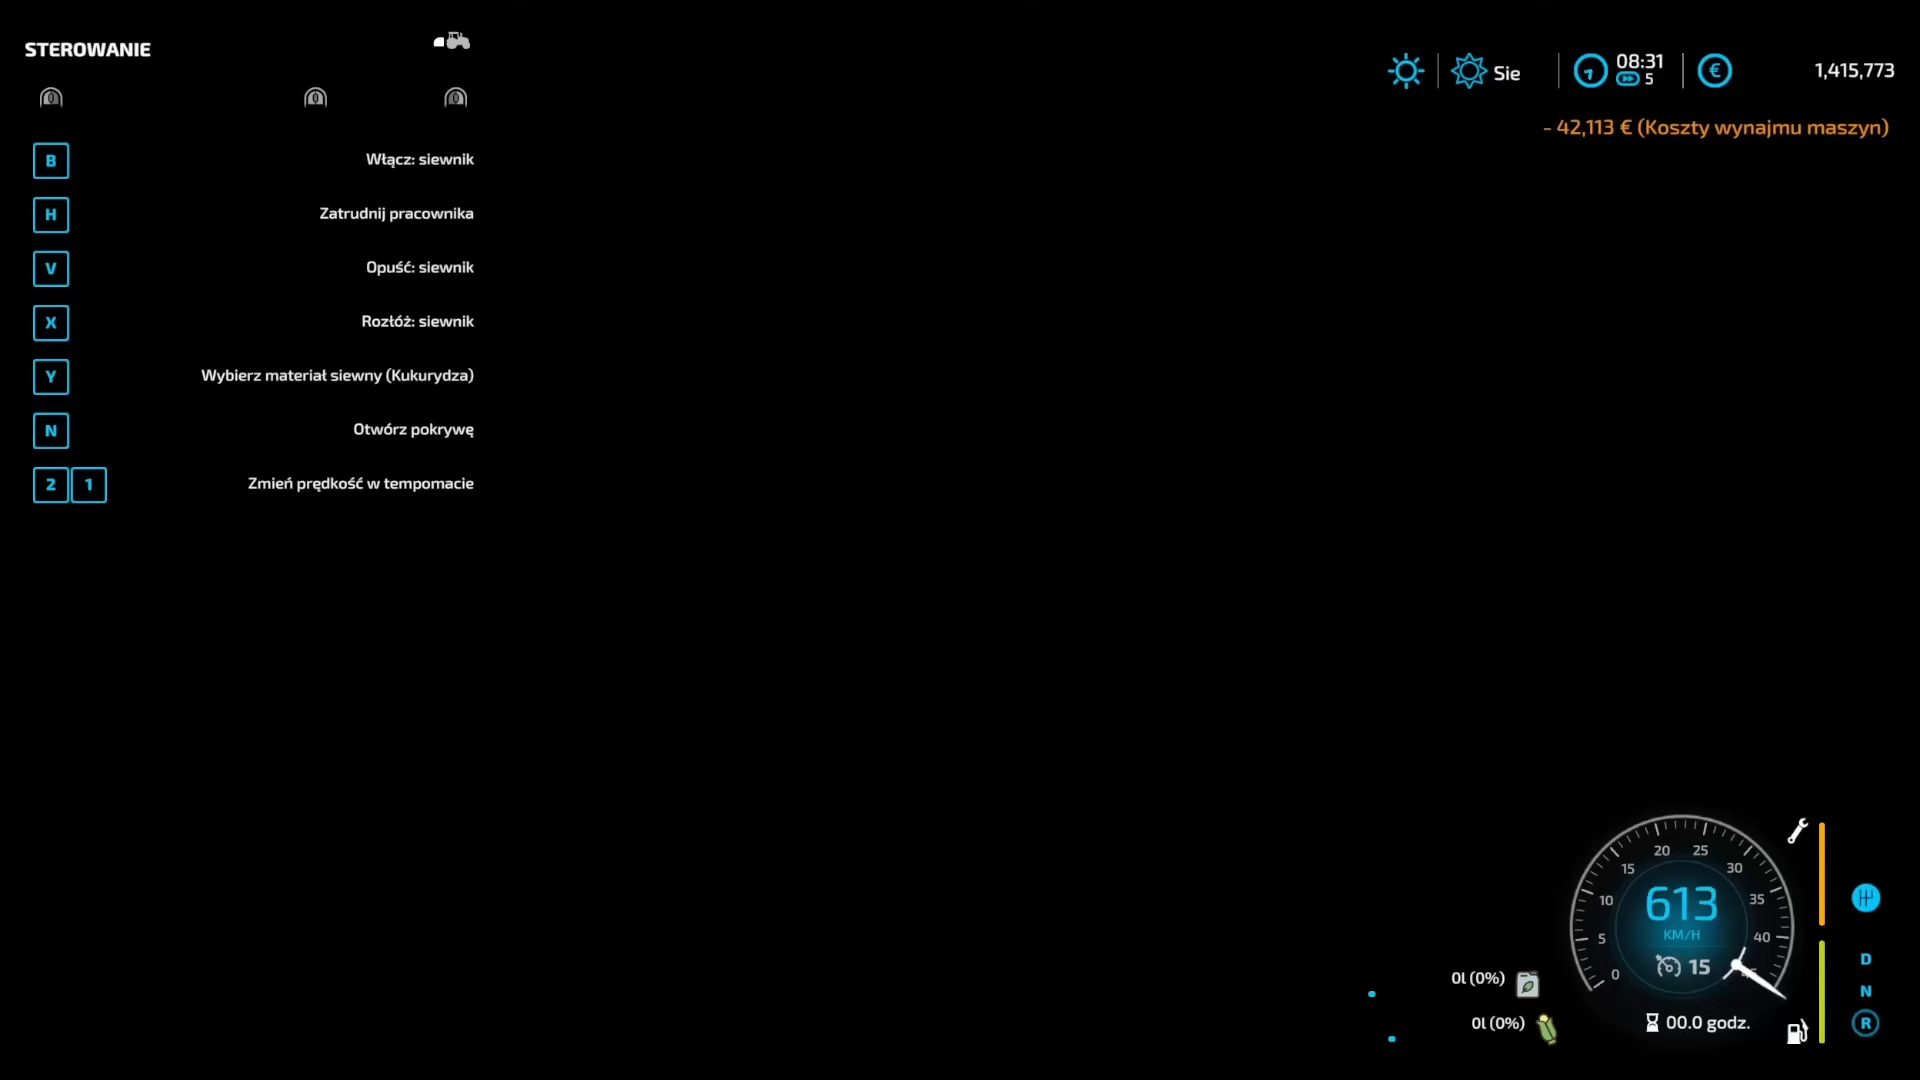 STEROWANIE
B Włącz: siewnik
H Zatrudnij pracownika
V Opuść: siewnik
X Rozłóż: siewnik
Y Wybierz materiał siewny (Kukurydza)
N Otwórz pokrywę
2 1 Zmień prędkość w tempomacie
Sie 08:31 5 € 1,415,773
- 42,113 € (Koszty wynajmu maszyn)
0 5 10 15 20 25 30 35 40
613
KM/H
15
00.0 godz.
0l (0%)
0l (0%)
D
N
R